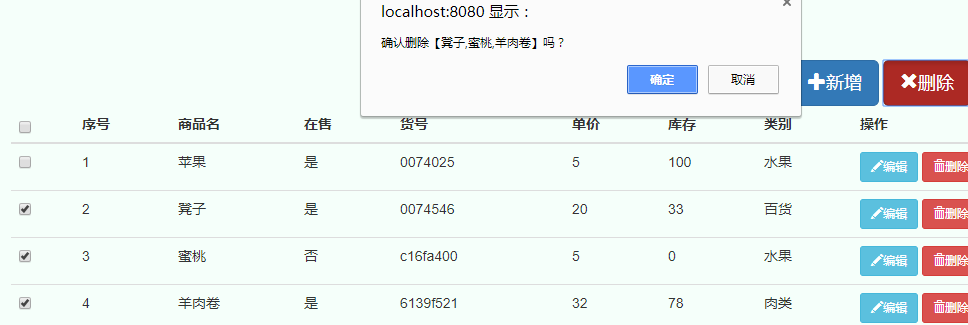 localhost:8080 显示：
确认删除【凳子,蜜桃,羊肉卷】吗？
确定 取消
新增 删除
序号 商品名 在售 货号 单价 库存 类别 操作
1 苹果 是 0074025 5 100 水果 编辑 删除
2 凳子 是 0074546 20 33 百货 编辑 删除
3 蜜桃 否 c16fa400 5 0 水果 编辑 删除
4 羊肉卷 是 6139f521 32 78 肉类 编辑 删除